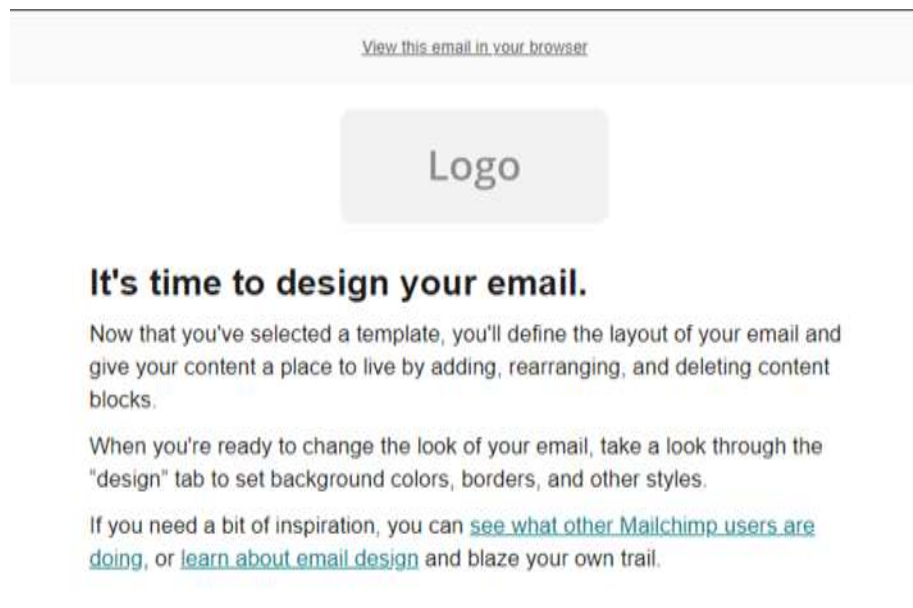 View this email in your browser
Logo
It's time to design your email.
Now that you've selected a template, you'll define the layout of your email and
give your content a place to live by adding, rearranging, and deleting content
blocks.
When you're ready to change the look of your email, take a look through the
"design" tab to set background colors, borders, and other styles.
If you need a bit of inspiration, you can see what other Mailchimp users are
doing, or learn about email design and blaze your own trail.